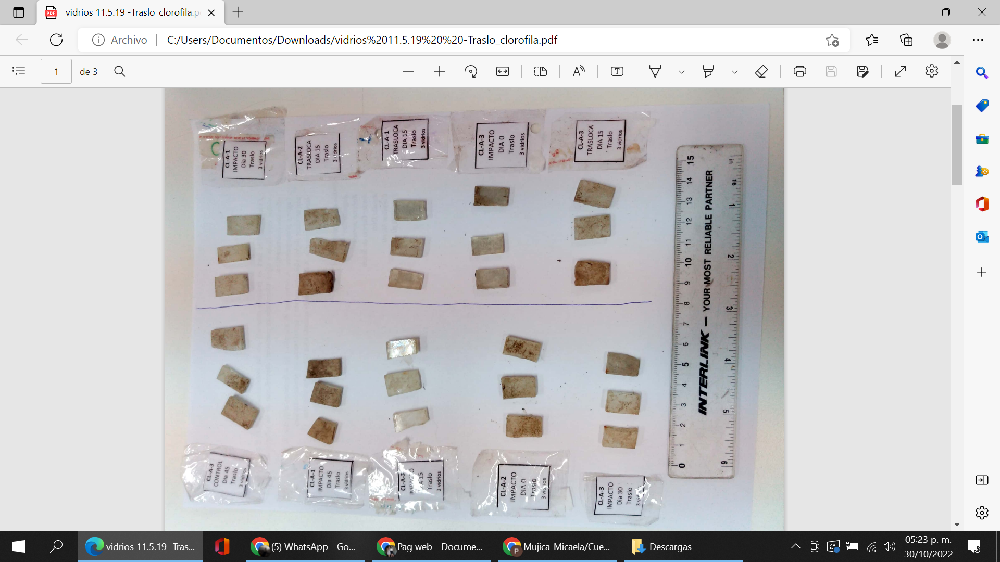 vidrios 11.5.19 -Traslo_clorofila.p
Archivo
C:/Users/Documentos/Downloads/vidrios%2011.5.19%20%20-Traslo_clorofila.pdf
1
de 3
CL-A-1
IMPACTO
Dia 30
Traslo
3 vidrios
CL-A-2
TRASLOCA
DIA 15
Traslo
3 vidrios
CL-A-1
TRASLOCA
DIA 15
Traslo
3 vidrios
CL-A-3
IMPACTO
DIA 0
Traslo
3 vidrios
CL-A-3
TRASLOCA
DIA 15
Traslo
3 vidrios
C
15
14
13
12
11
10
9
8
7
6
5
4
3
2
1
0
INTERLINK — YOUR MOST RELIABLE PARTNER
in
16
1
2
3
4
5
6
CL-A-3
CONTROL
Dia 45
Traslo
3 vidrios
CL-A-1
IMPACTO
Dia 45
Traslo
3 vidrios
CL-A-3
15
Traslo
3 vidrios
CL-A-2
IMPACTO
DIA 0
Traslo
3 vidrios
CL-A-3
IMPACTO
Dia 30
Traslo
3 vi
vidrios 11.5.19 -Tras...
(5) WhatsApp - Go...
Pag web - Docume...
Mujica-Micaela/Cue...
Descargas
05:23 p. m.
30/10/2022